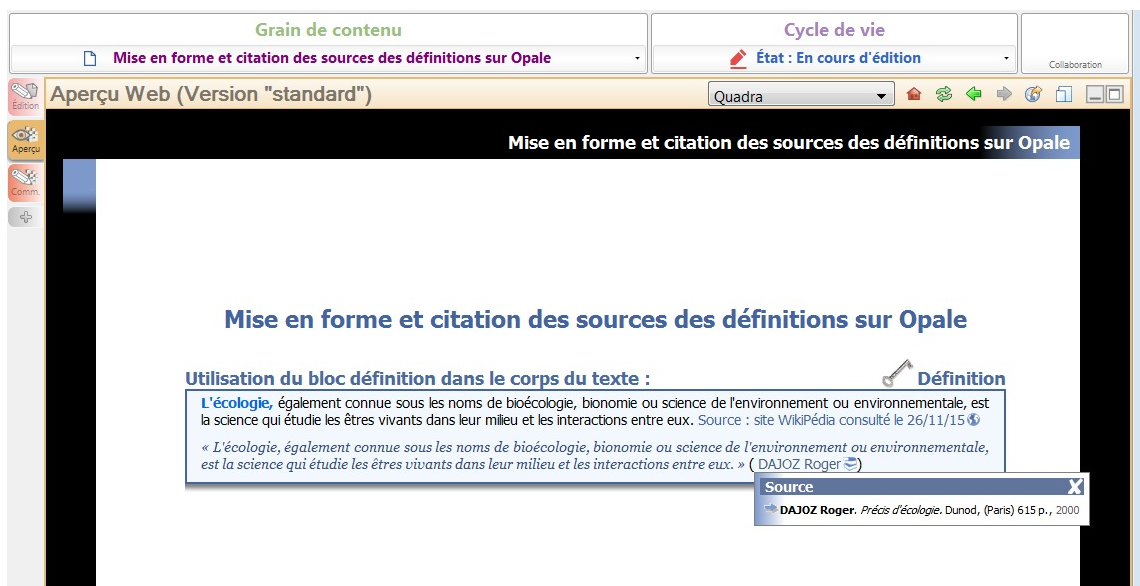 Grain de contenu
Cycle de vie
Mise en forme et citation des sources des définitions sur Opale
État : En cours d'édition
Collaboration
Édition
Aperçu Web (Version "standard")
Quadra
Aperçu
Mise en forme et citation des sources des définitions sur Opale
Comm.
Mise en forme et citation des sources des définitions sur Opale
Utilisation du bloc définition dans le corps du texte :
Définition
L'écologie, également connue sous les noms de bioécologie, bionomie ou science de l'environnement ou environnementale, est
la science qui étudie les êtres vivants dans leur milieu et les interactions entre eux. Source : site WikiPédia consulté le 26/11/15
« L'écologie, également connue sous les noms de bioécologie, bionomie ou science de l'environnement ou environnementale,
est la science qui étudie les êtres vivants dans leur milieu et les interactions entre eux. » ( DAJOZ Roger )
Source
DAJOZ Roger. Précis d'écologie. Dunod, (Paris) 615 p., 2000